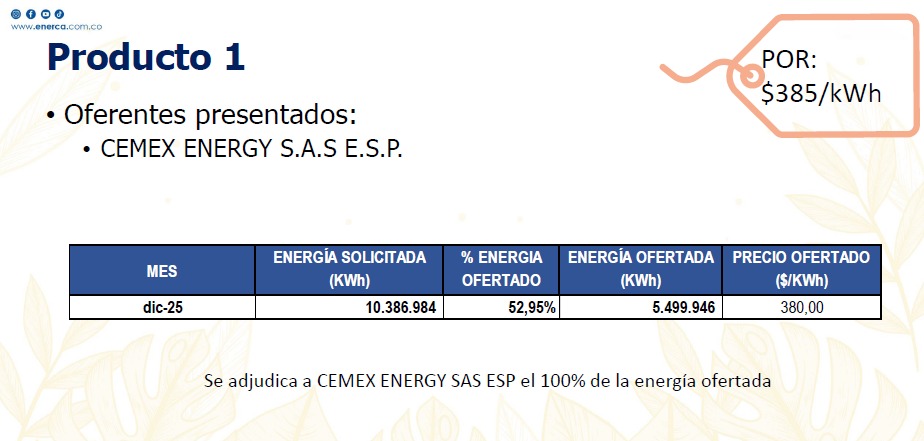 www.enerca.com.co
Producto 1
POR:
$385/kWh
• Oferentes presentados:
• CEMEX ENERGY S.A.S E.S.P.
MES ENERGÍA SOLICITADA (KWh) % ENERGIA OFERTADO ENERGÍA OFERTADA (KWh) PRECIO OFERTADO ($/KWh)
dic-25 10.386.984 52,95% 5.499.946 380,00
Se adjudica a CEMEX ENERGY SAS ESP el 100% de la energía ofertada